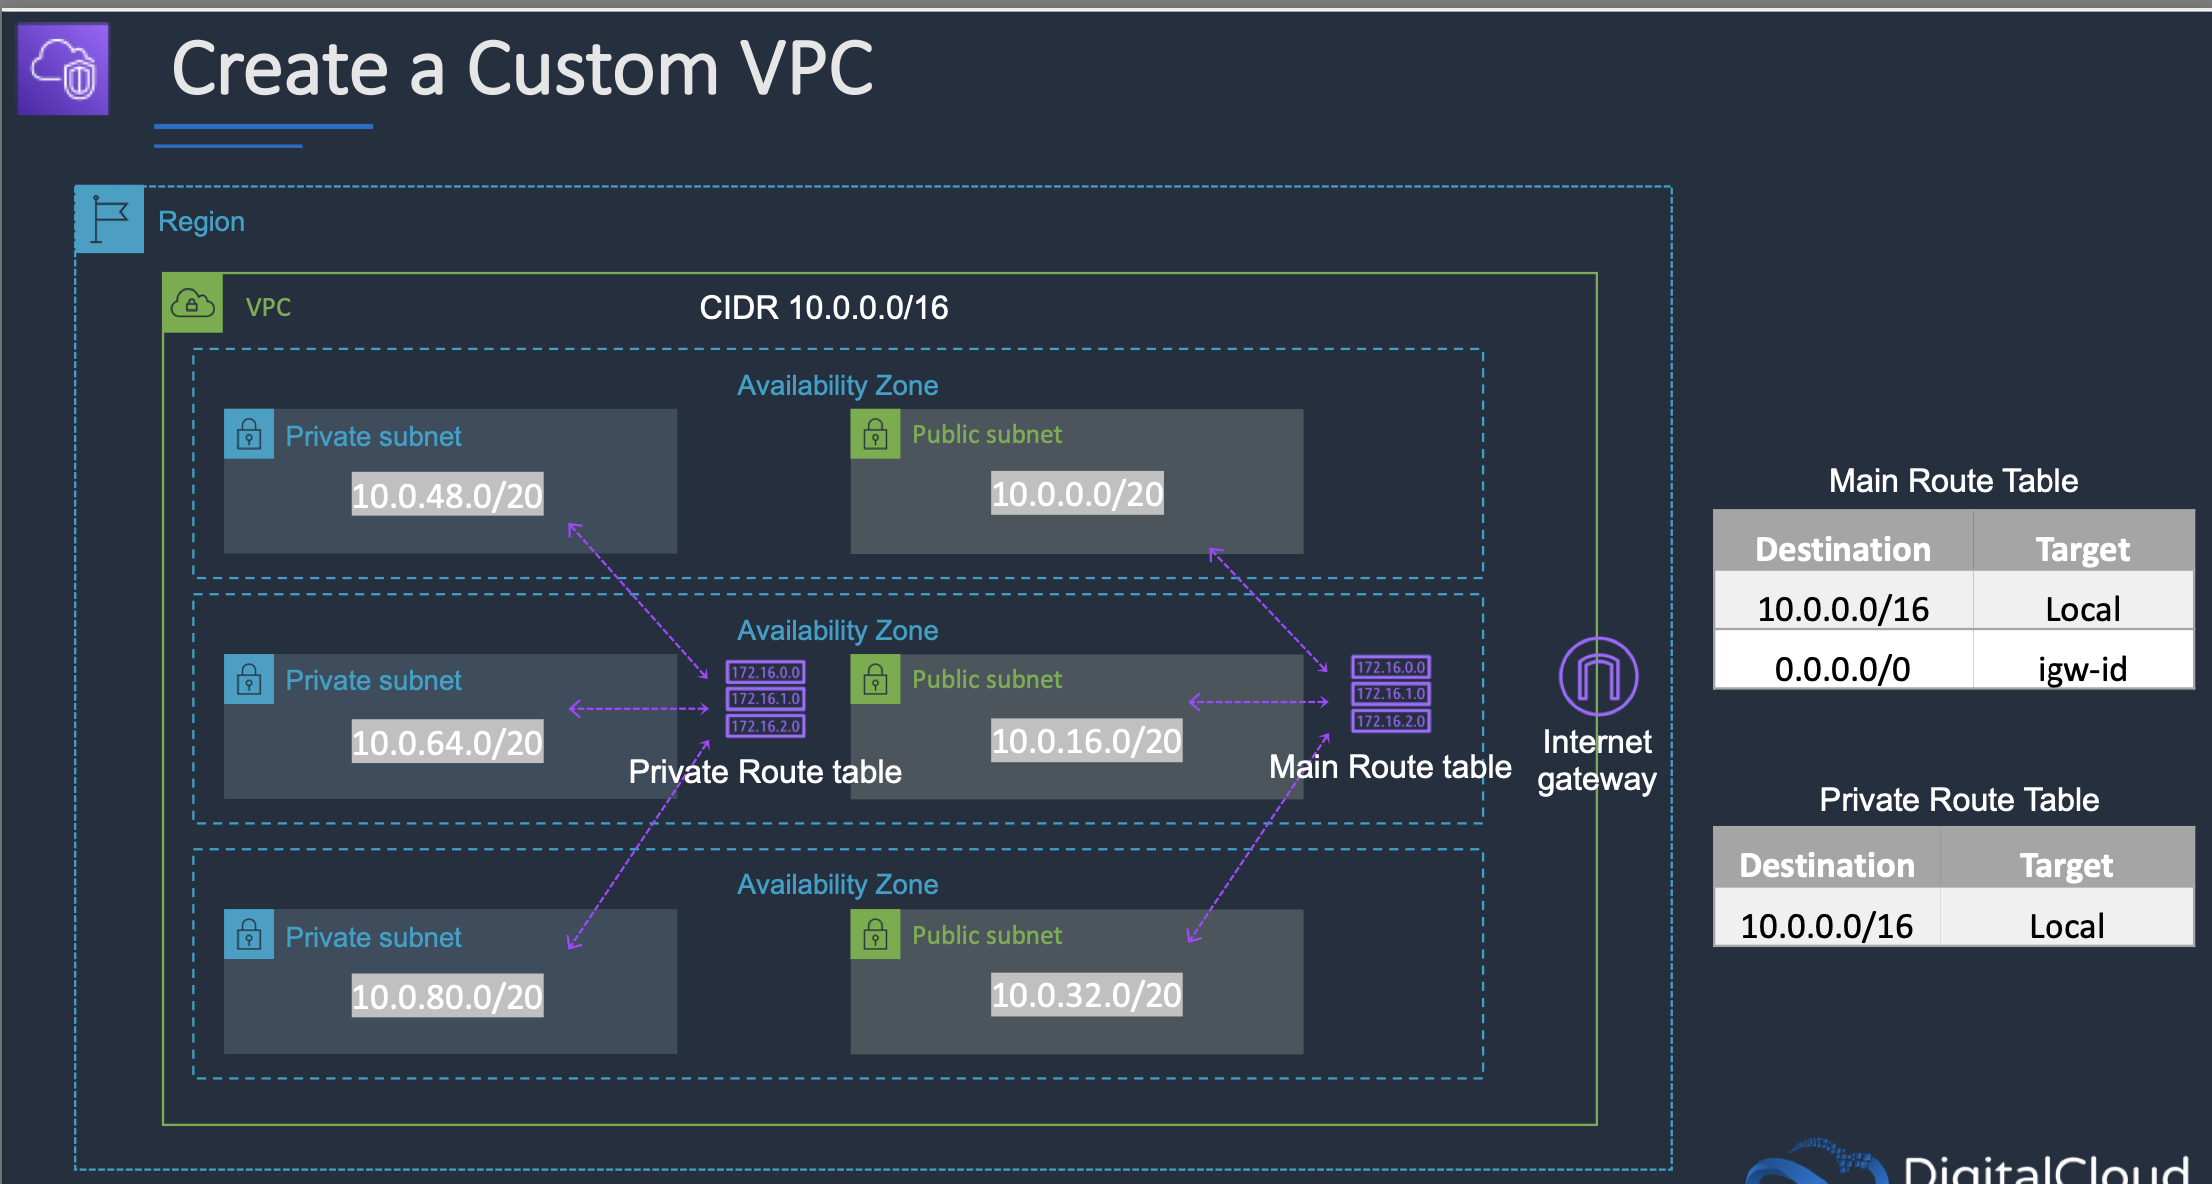 Create a Custom VPC
Region
VPC
CIDR 10.0.0.0/16
Availability Zone
Private subnet
10.0.48.0/20
Public subnet
10.0.0.0/20
Availability Zone
Private subnet
10.0.64.0/20
172.16.0.0
172.16.1.0
172.16.2.0
Private Route table
Public subnet
10.0.16.0/20
172.16.0.0
172.16.1.0
172.16.2.0
Main Route table
Internet
gateway
Availability Zone
Private subnet
10.0.80.0/20
Public subnet
10.0.32.0/20
Main Route Table
Destination Target
10.0.0.0/16 Local
0.0.0.0/0 igw-id
Private Route Table
Destination Target
10.0.0.0/16 Local
DigitalCloud